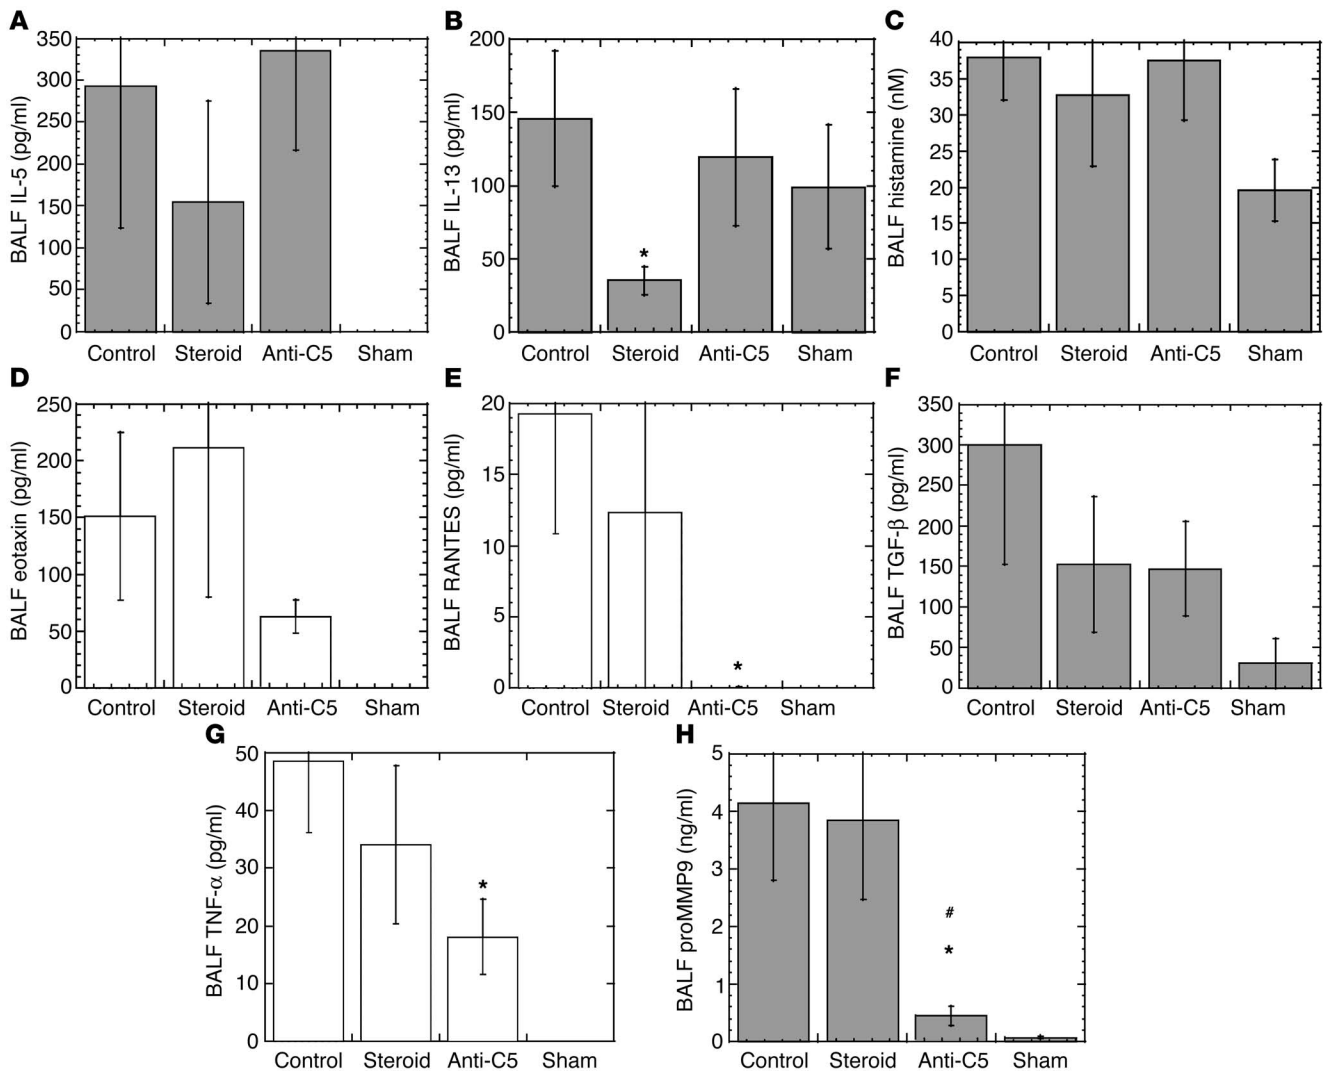 A
BALF IL-5 (pg/ml)
350
300
250
200
150
100
50
0
Control Steroid Anti-C5 Sham
B
BALF IL-13 (pg/ml)
200
150
100
50
0
*
Control Steroid Anti-C5 Sham
C
BALF histamine (nM)
40
35
30
25
20
15
10
5
0
Control Steroid Anti-C5 Sham
D
BALF eotaxin (pg/ml)
250
200
150
100
50
0
Control Steroid Anti-C5 Sham
E
BALF RANTES (pg/ml)
20
15
10
5
0
*
Control Steroid Anti-C5 Sham
F
BALF TGF-β (pg/ml)
350
300
250
200
150
100
50
0
Control Steroid Anti-C5 Sham
G
BALF TNF-α (pg/ml)
50
40
30
20
10
0
*
Control Steroid Anti-C5 Sham
H
BALF proMMP9 (ng/ml)
5
4
3
2
1
0
#
*
Control Steroid Anti-C5 Sham